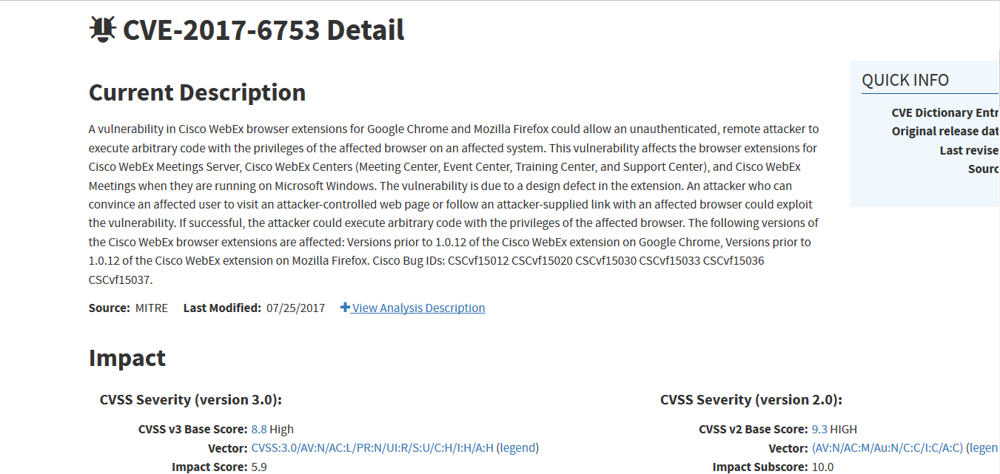 CVE-2017-6753 Detail
Current Description
A vulnerability in Cisco WebEx browser extensions for Google Chrome and Mozilla Firefox could allow an unauthenticated, remote attacker to
execute arbitrary code with the privileges of the affected browser on an affected system. This vulnerability affects the browser extensions for
Cisco WebEx Meetings Server, Cisco WebEx Centers (Meeting Center, Event Center, Training Center, and Support Center), and Cisco WebEx
Meetings when they are running on Microsoft Windows. The vulnerability is due to a design defect in the extension. An attacker who can
convince an affected user to visit an attacker-controlled web page or follow an attacker-supplied link with an affected browser could exploit
the vulnerability. If successful, the attacker could execute arbitrary code with the privileges of the affected browser. The following versions of
the Cisco WebEx browser extensions are affected: Versions prior to 1.0.12 of the Cisco WebEx extension on Google Chrome, Versions prior to
1.0.12 of the Cisco WebEx extension on Mozilla Firefox. Cisco Bug IDs: CSCvf15012 CSCvf15020 CSCvf15030 CSCvf15033 CSCvf15036
CSCvf15037.
Source: MITRE Last Modified: 07/25/2017 View Analysis Description
QUICK INFO
CVE Dictionary Entr
Original release dat
Last revise
Sourc
Impact
CVSS Severity (version 3.0):
CVSS v3 Base Score: 8.8 High
Vector: CVSS:3.0/AV:N/AC:L/PR:N/UI:R/S:U/C:H/I:H/A:H (legend)
Impact Score: 5.9
CVSS Severity (version 2.0):
CVSS v2 Base Score: 9.3 HIGH
Vector: (AV:N/AC:M/Au:N/C:C/I:C/A:C) (legen
Impact Subscore: 10.0